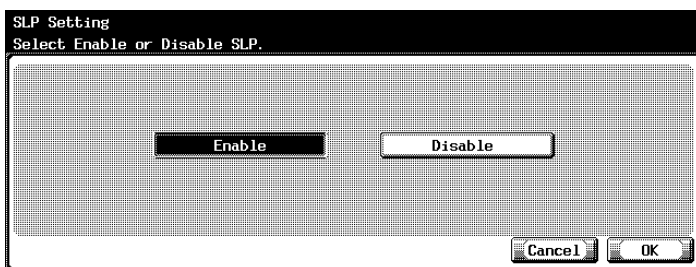 SLP Setting
Select Enable or Disable SLP.
Enable Disable
Cancel OK